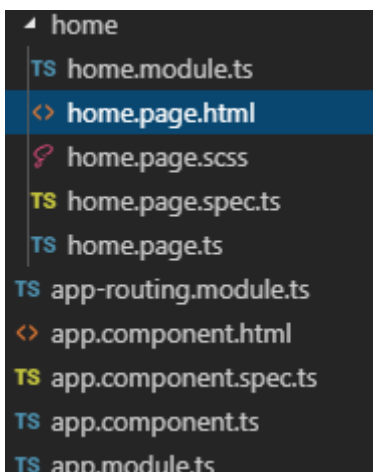 home
TS home.module.ts
<> home.page.html
home.page.scss
TS home.page.spec.ts
TS home.page.ts
TS app-routing.module.ts
<> app.component.html
TS app.component.spec.ts
TS app.component.ts
TS app.module.ts